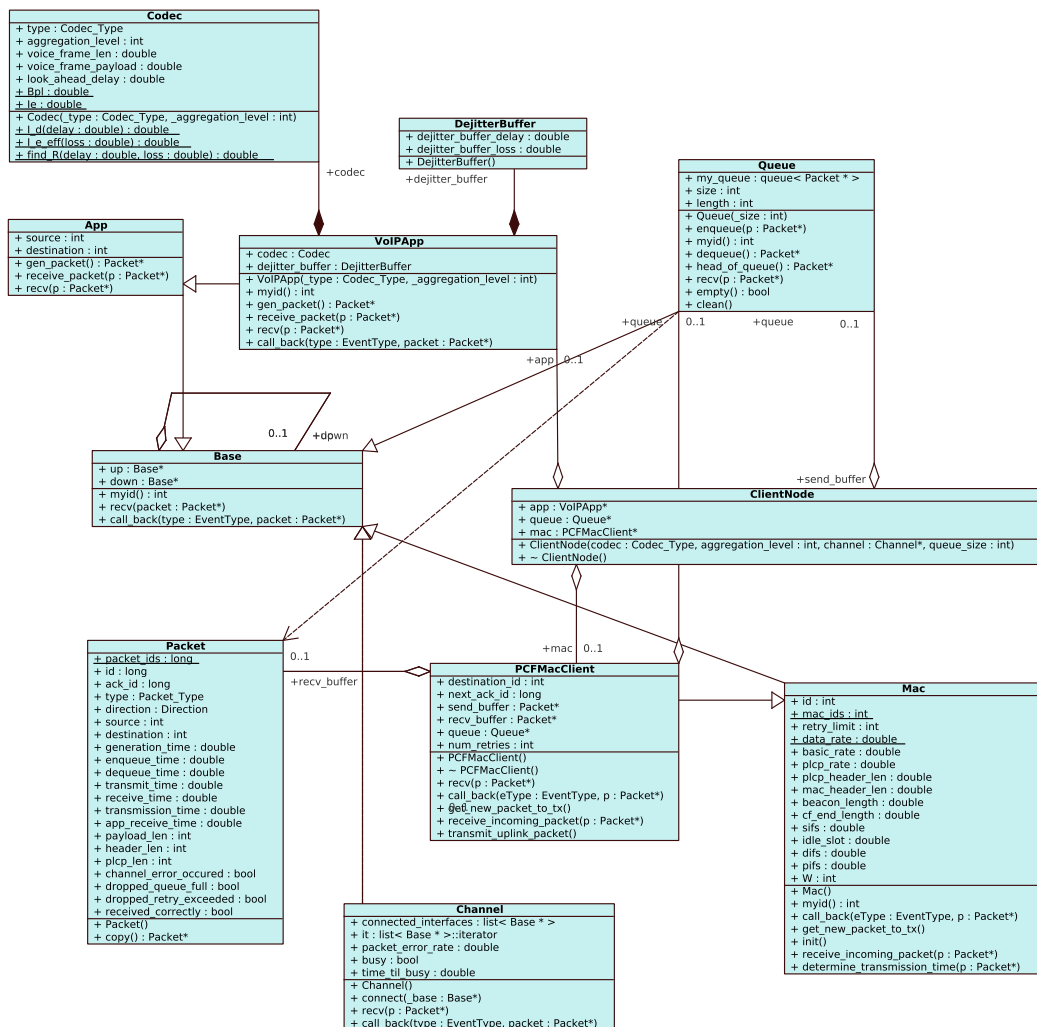 Codec
+ type : Codec_Type
+ aggregation_level : int
+ voice_frame_len : double
+ voice_frame_payload : double
+ look_ahead_delay : double
+ Bpl : double
+ Ie : double
+ Codec(_type : Codec_Type, _aggregation_level : int)
+ I_d(delay : double) : double
+ I_e_eff(loss : double) : double
+ find_R(delay : double, loss : double) : double
+codec
DejitterBuffer
+ dejitter_buffer_delay : double
+ dejitter_buffer_loss : double
+ DejitterBuffer()
+dejitter_buffer
Queue
+ my_queue : queue< Packet * >
+ size : int
+ length : int
+ Queue(_size : int)
+ enqueue(p : Packet*)
+ myid() : int
+ dequeue() : Packet*
+ head_of_queue() : Packet*
+ recv(p : Packet*)
+ empty() : bool
+ clean()
+queue
0..1
+queue
0..1
App
+ source : int
+ destination : int
+ gen_packet() : Packet*
+ receive_packet(p : Packet*)
+ recv(p : Packet*)
VoIPApp
+ codec : Codec
+ dejitter_buffer : DejitterBuffer
+ VoIPApp(_type : Codec_Type, _aggregation_level : int)
+ myid() : int
+ gen_packet() : Packet*
+ receive_packet(p : Packet*)
+ recv(p : Packet*)
+ call_back(type : EventType, packet : Packet*)
+app
0..1
0..1
+down
Base
+ up : Base*
+ down : Base*
+ myid() : int
+ recv(packet : Packet*)
+ call_back(type : EventType, packet : Packet*)
+send_buffer
ClientNode
+ app : VoIPApp*
+ queue : Queue*
+ mac : PCFMacClient*
+ ClientNode(codec : Codec_Type, aggregation_level : int, channel : Channel*, queue_size : int)
+ ~ ClientNode()
+mac
0..1
Packet
+ packet_ids : long
+ id : long
+ ack_id : long
+ type : Packet_Type
+ direction : Direction
+ source : int
+ destination : int
+ generation_time : double
+ enqueue_time : double
+ dequeue_time : double
+ transmit_time : double
+ receive_time : double
+ transmission_time : double
+ app_receive_time : double
+ payload_len : int
+ header_len : int
+ plcp_len : int
+ channel_error_occured : bool
+ dropped_queue_full : bool
+ dropped_retry_exceeded : bool
+ received_correctly : bool
+ Packet()
+ copy() : Packet*
0..1
+recv_buffer
PCFMacClient
+ destination_id : int
+ next_ack_id : long
+ send_buffer : Packet*
+ recv_buffer : Packet*
+ queue : Queue*
+ num_retries : int
+ PCFMacClient()
+ ~ PCFMacClient()
+ recv(p : Packet*)
+ call_back(eType : EventType, p : Packet*)
+ get_new_packet_to_tx()
+ receive_incoming_packet(p : Packet*)
+ transmit_uplink_packet()
Mac
+ id : int
+ mac_ids : int
+ retry_limit : int
+ data_rate : double
+ basic_rate : double
+ plcp_rate : double
+ plcp_header_len : double
+ mac_header_len : double
+ beacon_length : double
+ cf_end_length : double
+ sifs : double
+ idle_slot : double
+ difs : double
+ pifs : double
+ W : int
+ Mac()
+ myid() : int
+ call_back(eType : EventType, p : Packet*)
+ get_new_packet_to_tx()
+ init()
+ receive_incoming_packet(p : Packet*)
+ determine_transmission_time(p : Packet*)
Channel
+ connected_interfaces : list< Base * >
+ it : list< Base * >::iterator
+ packet_error_rate : double
+ busy : bool
+ time_til_busy : double
+ Channel()
+ connect(_base : Base*)
+ recv(p : Packet*)
+ call_back(type : EventType, packet : Packet*)